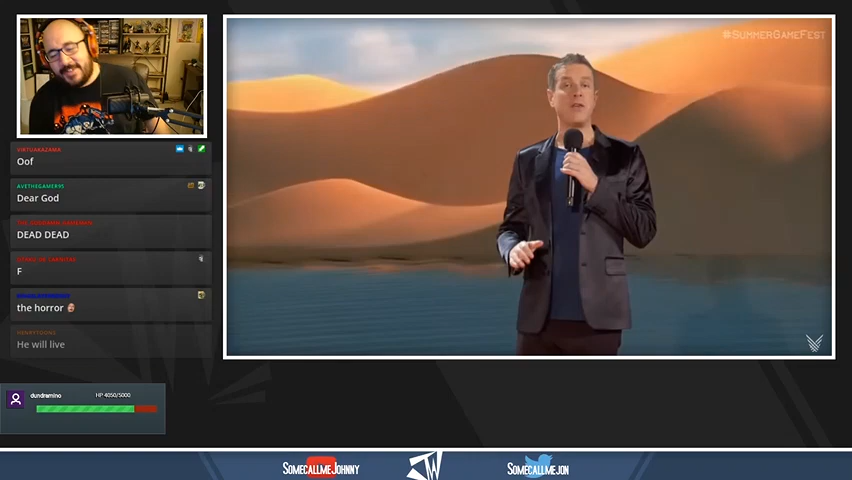 #SUMMERGAMEFEST
VIRTUAKAZAMA
Oof
AVETHEGAMER95
Dear God
DEAD DEAD
F
the horror
HENRYTOONS
He will live
dundramino HP 4050/5000
SOMECALLMEJOHNNY
SOMECALLMEJON